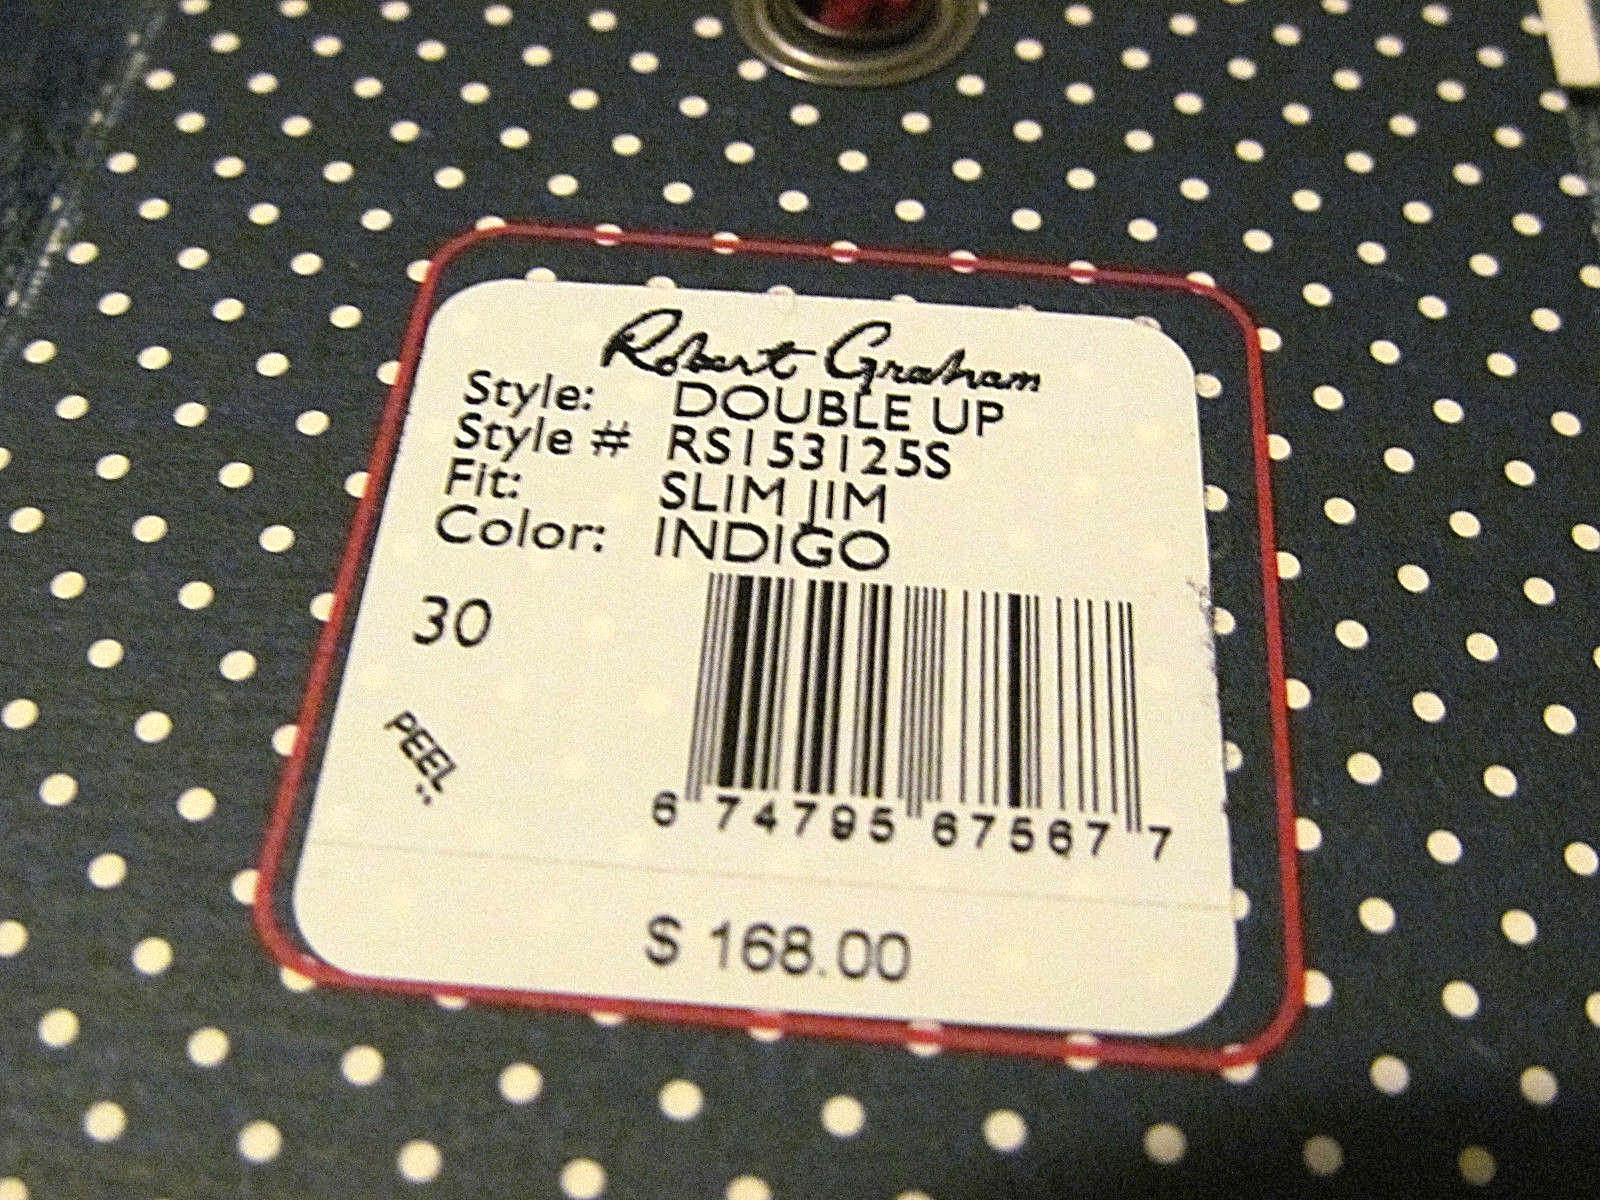 Robert Graham
Style: DOUBLE UP
Style # RS153125S
Fit: SLIM JIM
Color: INDIGO
30
PEEL
6 74795 67567 7
$ 168.00